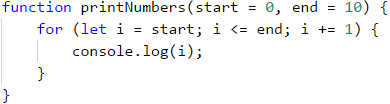 function printNumbers(start = 0, end = 10) {
    for (let i = start; i <= end; i += 1) {
        console.log(i);
    }
}